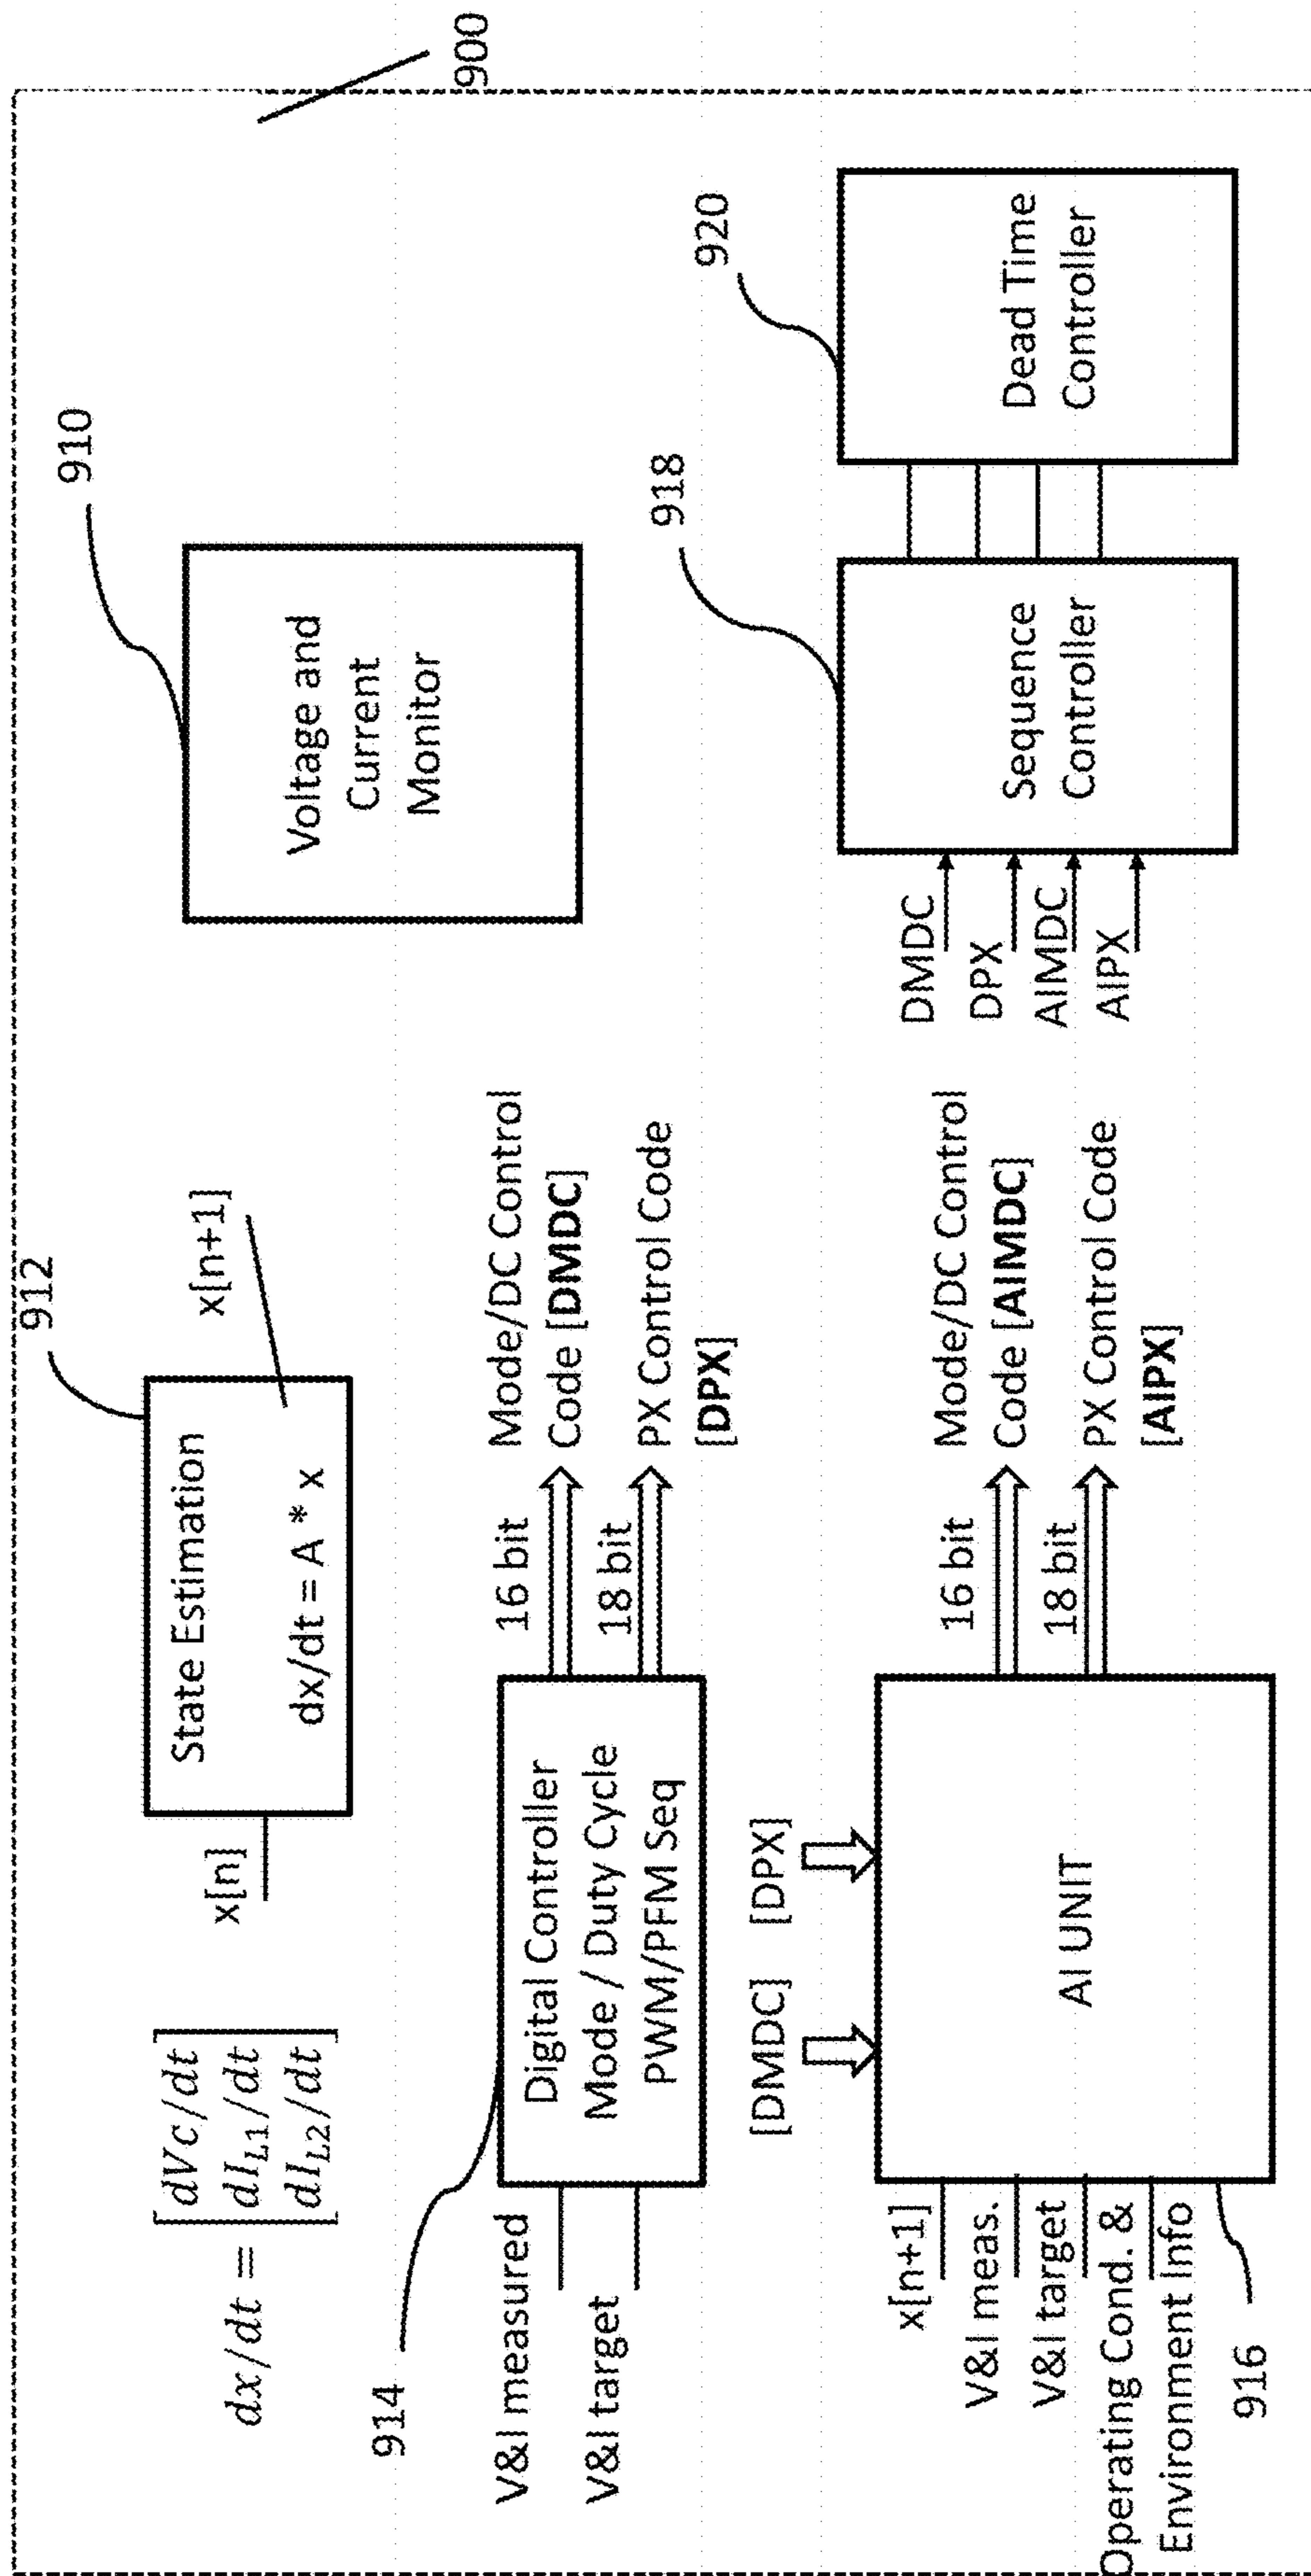 900
912
910
dx/dt = [dVc/dt
dI_{L1}/dt
dI_{L2}/dt]
x[n]
State Estimation
dx/dt = A * x
x[n+1]
Voltage and
Current
Monitor
914
V&I measured
V&I target
Digital Controller
Mode / Duty Cycle
PWM/PFM Seq
16 bit
18 bit
Mode/DC Control
Code [DMDC]
PX Control Code
[DPX]
[DMDC] [DPX]
x[n+1]
V&I meas.
V&I target
Operating Cond. &
Environment Info
916
AI UNIT
16 bit
18 bit
Mode/DC Control
Code [AIMDC]
PX Control Code
[AIPX]
918
DMDC
DPX
AIMDC
AIPX
Sequence
Controller
920
Dead Time
Controller